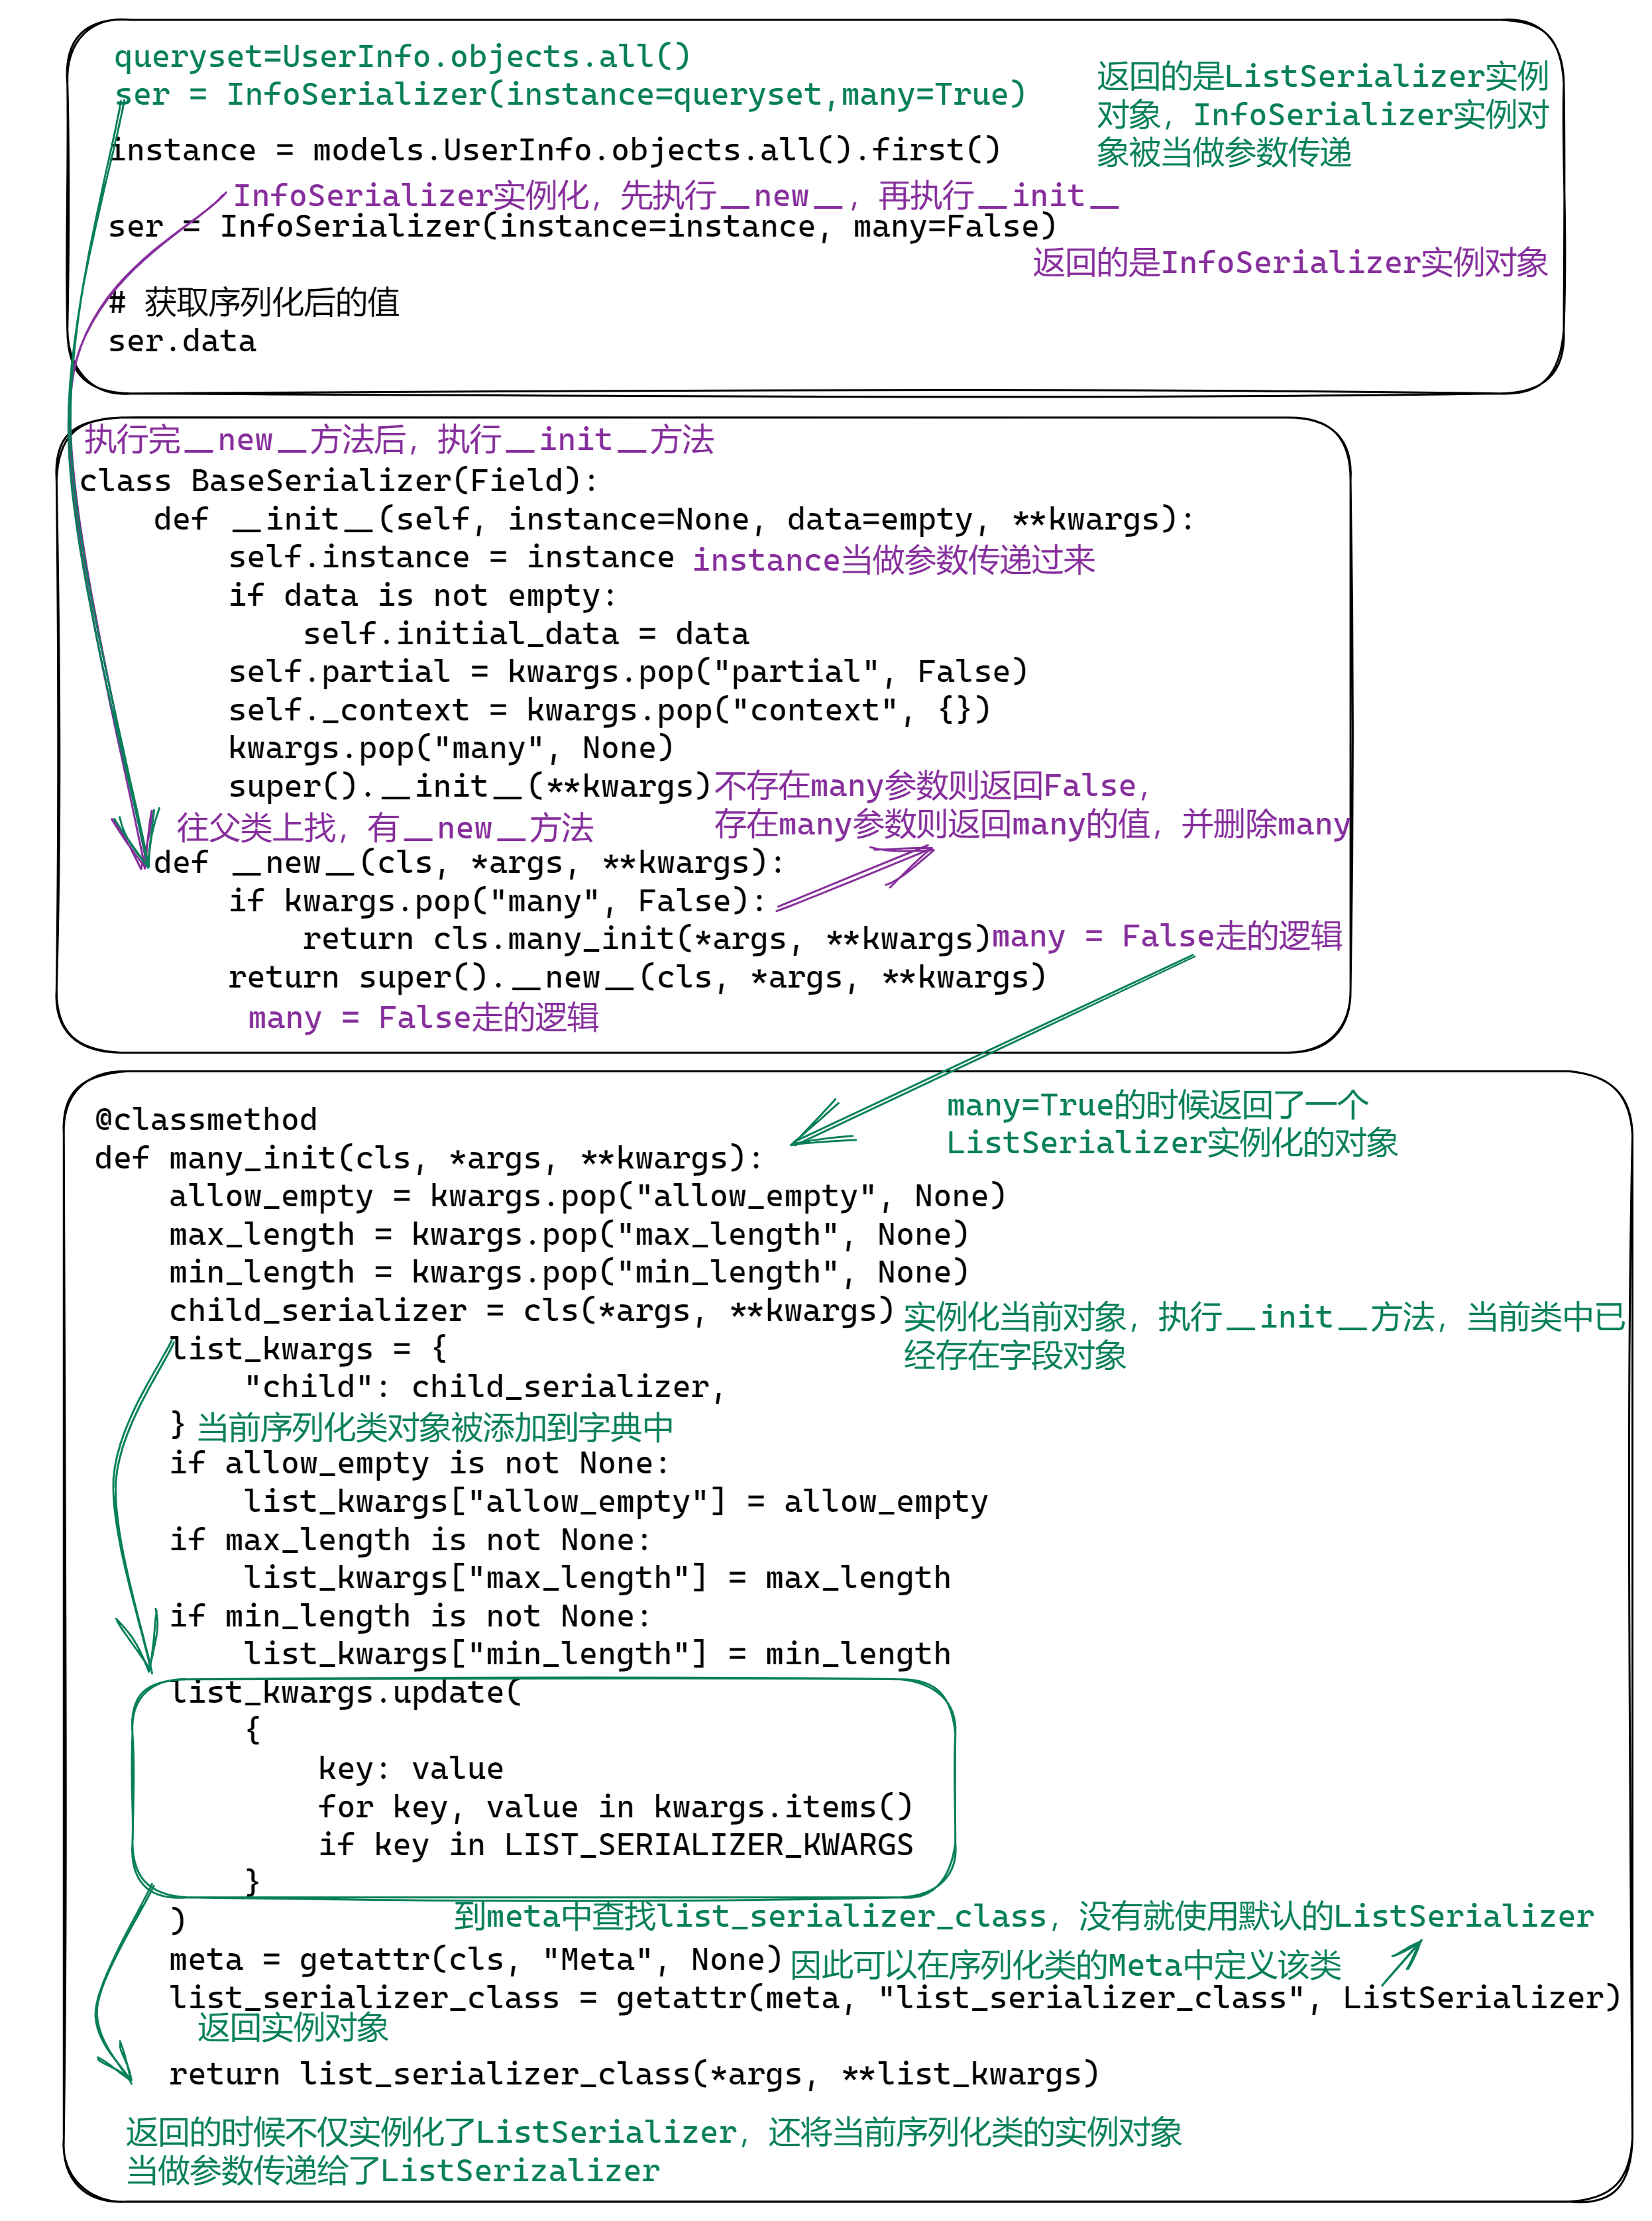 queryset=UserInfo.objects.all()
ser = InfoSerializer(instance=queryset,many=True)
返回的是ListSerializer实例
对象，InfoSerializer实例对
象被当做参数传递
instance = models.UserInfo.objects.all().first()
InfoSerializer实例化，先执行__new__，再执行__init__
ser = InfoSerializer(instance=instance, many=False)
返回的是InfoSerializer实例对象
# 获取序列化后的值
ser.data
执行完__new__方法后，执行__init__方法
class BaseSerializer(Field):
    def __init__(self, instance=None, data=empty, **kwargs):
        self.instance = instance instance当做参数传递过来
        if data is not empty:
            self.initial_data = data
        self.partial = kwargs.pop("partial", False)
        self._context = kwargs.pop("context", {})
        kwargs.pop("many", None)
        super().__init__(**kwargs)
不存在many参数则返回False，
存在many参数则返回many的值，并删除many
往父类上找，有__new__方法
    def __new__(cls, *args, **kwargs):
        if kwargs.pop("many", False):
            return cls.many_init(*args, **kwargs) many = False走的逻辑
        return super().__new__(cls, *args, **kwargs)
many = False走的逻辑
many=True的时候返回了一个
ListSerializer实例化的对象
@classmethod
def many_init(cls, *args, **kwargs):
    allow_empty = kwargs.pop("allow_empty", None)
    max_length = kwargs.pop("max_length", None)
    min_length = kwargs.pop("min_length", None)
    child_serializer = cls(*args, **kwargs)
实例化当前对象，执行__init__方法，当前类中已
经存在字段对象
    list_kwargs = {
        "child": child_serializer,
    } 当前序列化类对象被添加到字典中
    if allow_empty is not None:
        list_kwargs["allow_empty"] = allow_empty
    if max_length is not None:
        list_kwargs["max_length"] = max_length
    if min_length is not None:
        list_kwargs["min_length"] = min_length
    list_kwargs.update(
        {
            key: value
            for key, value in kwargs.items()
            if key in LIST_SERIALIZER_KWARGS
        }
    )
到meta中查找list_serializer_class，没有就使用默认的ListSerializer
    meta = getattr(cls, "Meta", None) 因此可以在序列化类的Meta中定义该类
    list_serializer_class = getattr(meta, "list_serializer_class", ListSerializer)
返回实例对象
    return list_serializer_class(*args, **list_kwargs)
返回的时候不仅实例化了ListSerializer，还将当前序列化类的实例对象
当做参数传递给了ListSerizalizer